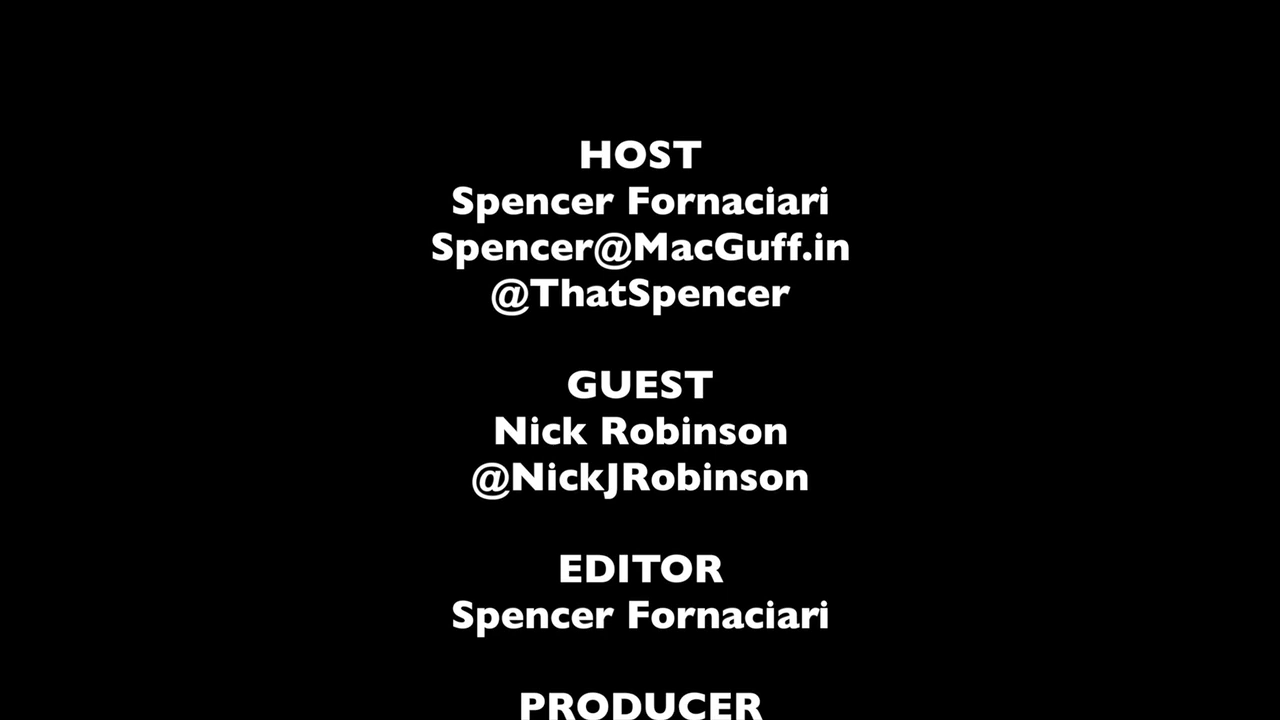 HOST
Spencer Fornaciari
Spencer@MacGuff.in
@ThatSpencer
GUEST
Nick Robinson
@NickJRobinson
EDITOR
Spencer Fornaciari
PRODUCER